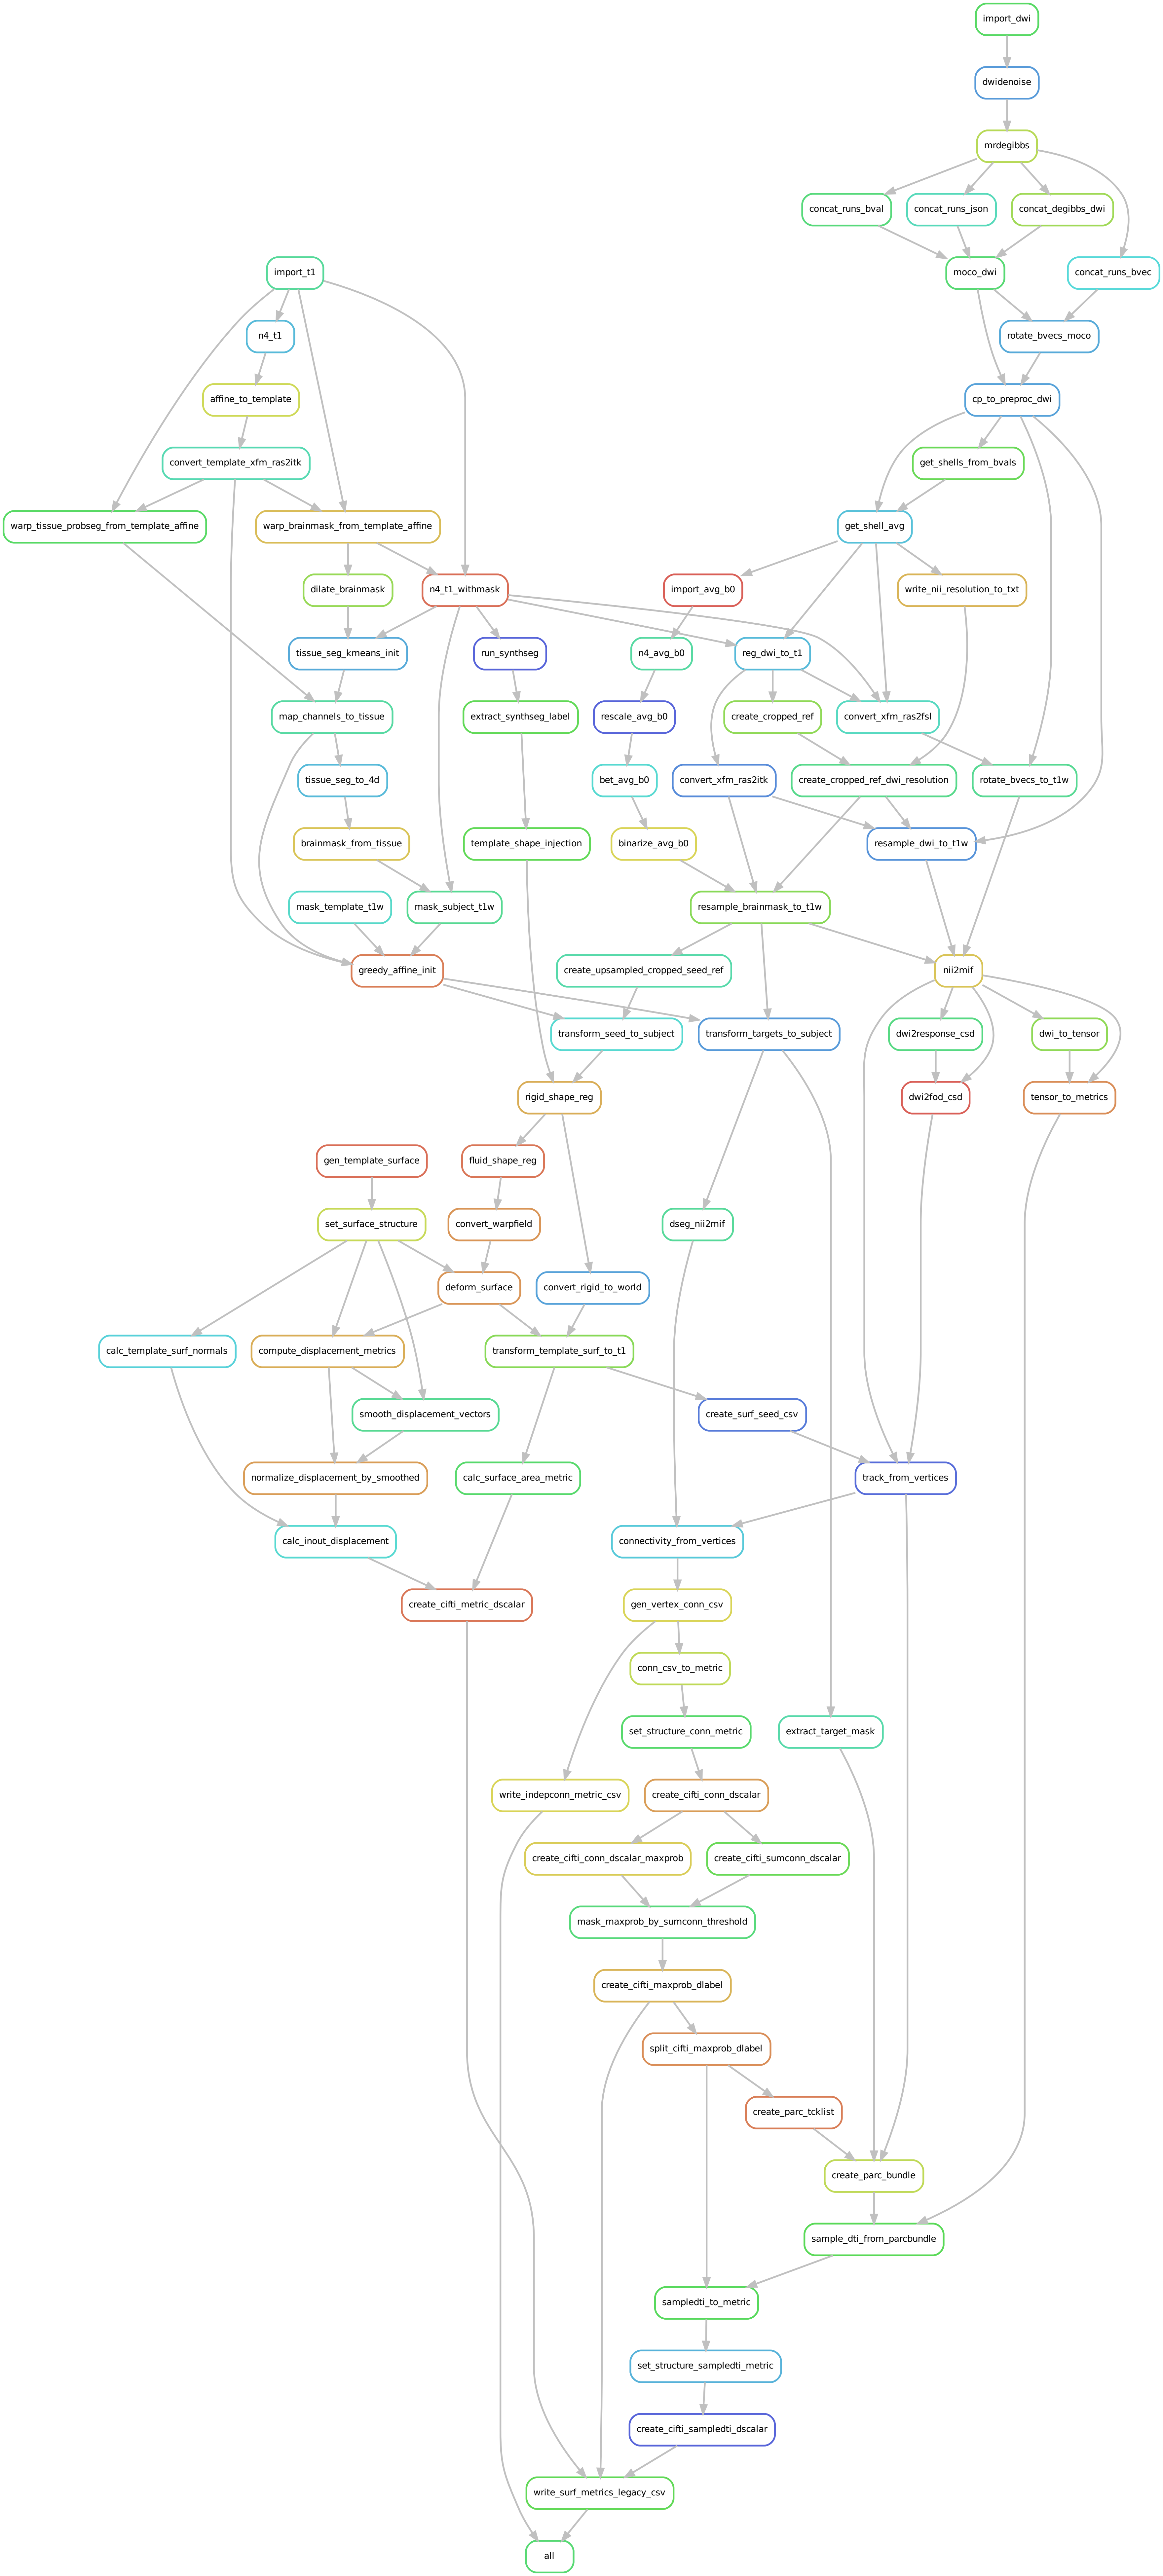 import_dwi
dwidenoise
mrdegibbs
concat_runs_bval
concat_runs_json
concat_degibbs_dwi
import_t1
moco_dwi
concat_runs_bvec
n4_t1
rotate_bvecs_moco
affine_to_template
cp_to_preproc_dwi
convert_template_xfm_ras2itk
get_shells_from_bvals
warp_tissue_probseg_from_template_affine
warp_brainmask_from_template_affine
get_shell_avg
dilate_brainmask
n4_t1_withmask
import_avg_b0
write_nii_resolution_to_txt
tissue_seg_kmeans_init
run_synthseg
n4_avg_b0
reg_dwi_to_t1
map_channels_to_tissue
extract_synthseg_label
rescale_avg_b0
create_cropped_ref
convert_xfm_ras2fsl
tissue_seg_to_4d
bet_avg_b0
convert_xfm_ras2itk
create_cropped_ref_dwi_resolution
rotate_bvecs_to_t1w
brainmask_from_tissue
template_shape_injection
binarize_avg_b0
resample_dwi_to_t1w
mask_template_t1w
mask_subject_t1w
resample_brainmask_to_t1w
greedy_affine_init
create_upsampled_cropped_seed_ref
nii2mif
transform_seed_to_subject
transform_targets_to_subject
dwi2response_csd
dwi_to_tensor
rigid_shape_reg
dwi2fod_csd
tensor_to_metrics
gen_template_surface
fluid_shape_reg
set_surface_structure
convert_warpfield
dseg_nii2mif
deform_surface
convert_rigid_to_world
calc_template_surf_normals
compute_displacement_metrics
transform_template_surf_to_t1
smooth_displacement_vectors
create_surf_seed_csv
normalize_displacement_by_smoothed
calc_surface_area_metric
track_from_vertices
calc_inout_displacement
connectivity_from_vertices
create_cifti_metric_dscalar
gen_vertex_conn_csv
conn_csv_to_metric
set_structure_conn_metric
extract_target_mask
write_indepconn_metric_csv
create_cifti_conn_dscalar
create_cifti_conn_dscalar_maxprob
create_cifti_sumconn_dscalar
mask_maxprob_by_sumconn_threshold
create_cifti_maxprob_dlabel
split_cifti_maxprob_dlabel
create_parc_tcklist
create_parc_bundle
sample_dti_from_parcbundle
sampledti_to_metric
set_structure_sampledti_metric
create_cifti_sampledti_dscalar
write_surf_metrics_legacy_csv
all